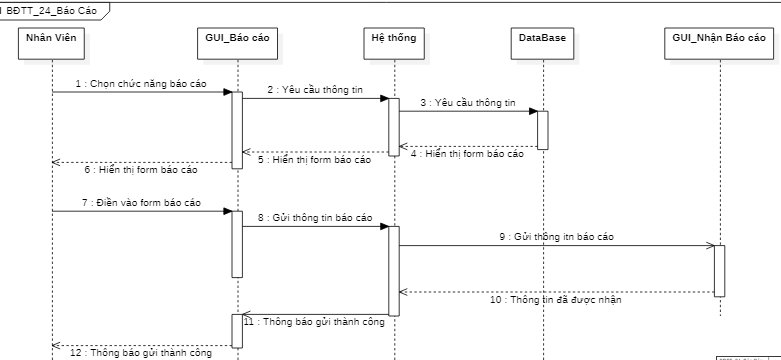 BĐTT_24_Báo Cáo
Nhân Viên
GUI_Báo cáo
Hệ thống
DataBase
GUI_Nhận Báo cáo
1 : Chọn chức năng báo cáo
2 : Yêu cầu thông tin
3 : Yêu cầu thông tin
4 : Hiển thị form báo cáo
5 : Hiển thị form báo cáo
6 : Hiển thị form báo cáo
7 : Điền vào form báo cáo
8 : Gửi thông tin báo cáo
9 : Gửi thông itn báo cáo
10 : Thông tin đã được nhận
11 : Thông báo gửi thành công
12 : Thông báo gửi thành công